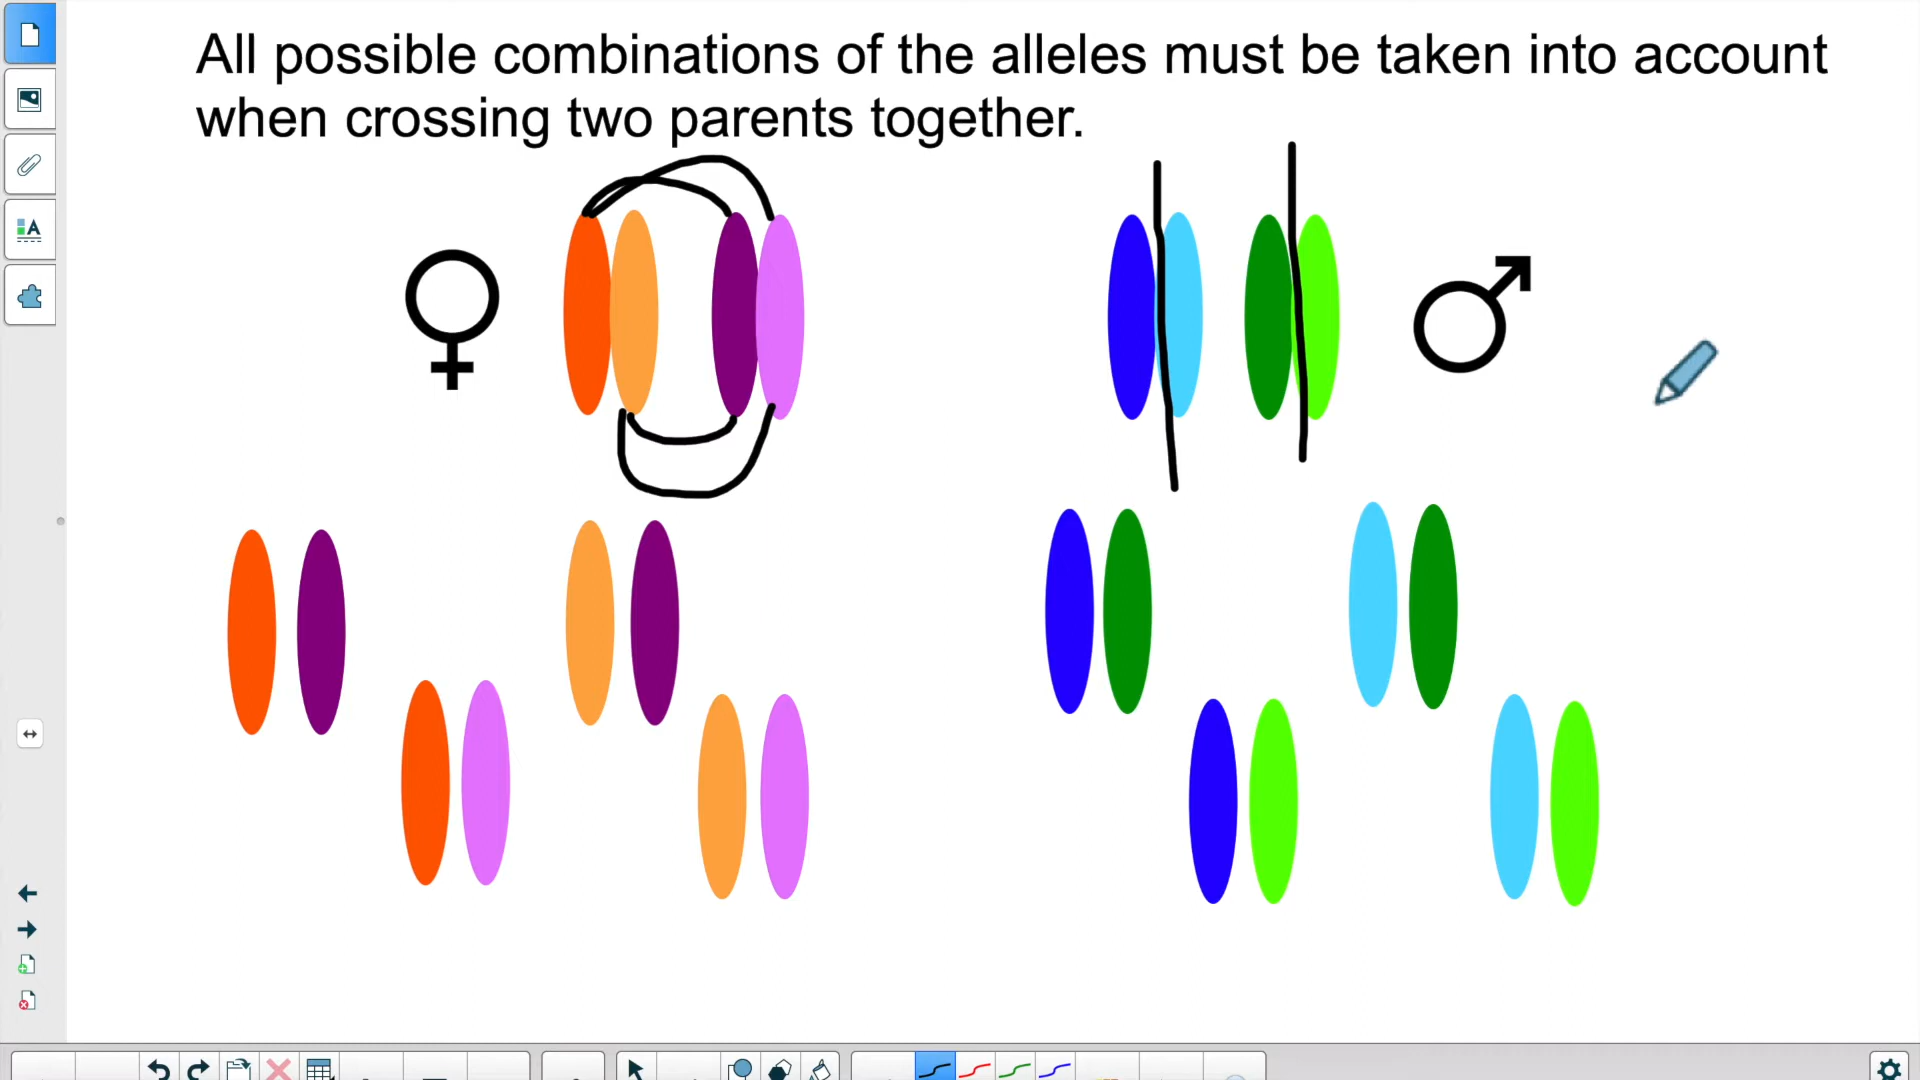 All possible combinations of the alleles must be taken into account
when crossing two parents together.